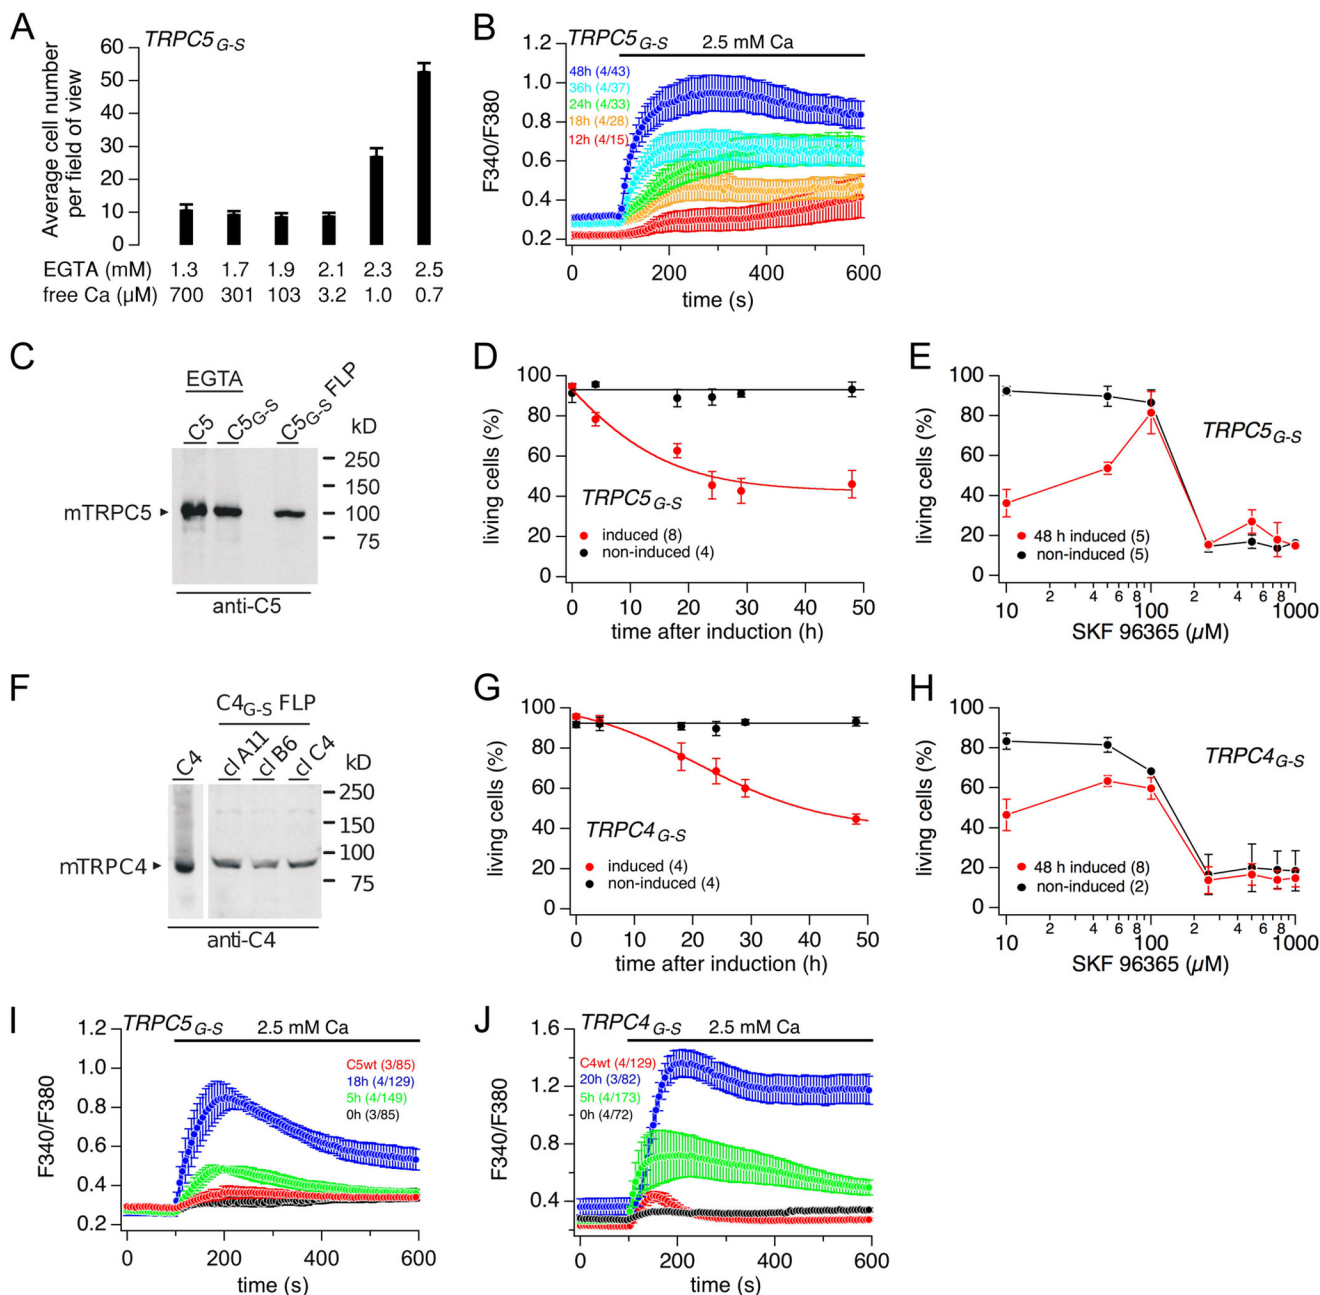 A
TRPC5 G-S
Average cell number
per field of view
60
50
40
30
20
10
0
EGTA (mM) 1.3 1.7 1.9 2.1 2.3 2.5
free Ca (µM) 700 301 103 3.2 1.0 0.7
B
TRPC5 G-S 2.5 mM Ca
48h (4/43)
36h (4/37)
24h (4/33)
18h (4/28)
12h (4/15)
F340/F380
1.2
1.0
0.8
0.6
0.4
0.2
0 200 400 600
time (s)
C
EGTA
C5 C5G-S C5G-S FLP
kD
250
150
100
75
mTRPC5
anti-C5
D
living cells (%)
100
80
60
40
20
0
TRPC5 G-S
induced (8)
non-induced (4)
0 10 20 30 40 50
time after induction (h)
E
living cells (%)
100
80
60
40
20
0
TRPC5 G-S
48 h induced (5)
non-induced (5)
10 2 4 6 8 100 2 4 6 8 1000
SKF 96365 (µM)
F
C4G-S FLP
C4 cl A11 cl B6 cl C4
kD
250
150
100
75
mTRPC4
anti-C4
G
living cells (%)
100
80
60
40
20
0
TRPC4 G-S
induced (4)
non-induced (4)
0 10 20 30 40 50
time after induction (h)
H
living cells (%)
100
80
60
40
20
0
TRPC4 G-S
48 h induced (8)
non-induced (2)
10 2 4 6 8 100 2 4 6 8 1000
SKF 96365 (µM)
I
TRPC5 G-S 2.5 mM Ca
C5wt (3/85)
18h (4/129)
5h (4/149)
0h (3/85)
F340/F380
1.2
1.0
0.8
0.6
0.4
0.2
0 200 400 600
time (s)
J
TRPC4 G-S 2.5 mM Ca
C4wt (4/129)
20h (3/82)
5h (4/173)
0h (4/72)
F340/F380
1.6
1.2
0.8
0.4
0 200 400 600
time (s)